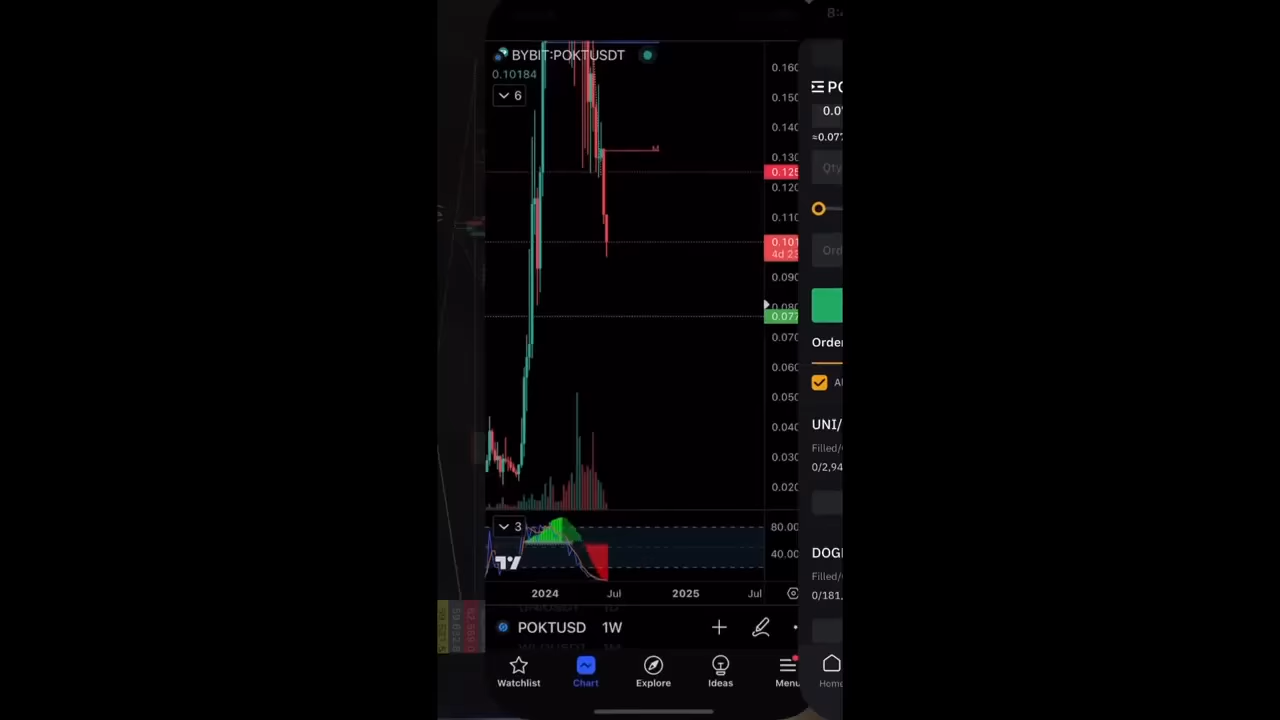 BYBIT:POKTUSDT
0.10184
6
0.160
0.150
0.140
0.130
0.125
0.120
0.110
0.101
4d 23
0.090
0.080
0.077
0.070
0.060
0.050
0.040
0.030
0.020
3
80.00
40.00
2024
Jul
2025
Jul
POKTUSD
1W
Watchlist
Chart
Explore
Ideas
Menu
8:
PO
0.0
≈0.077
Qty
Ord
Order
Al
UNI/
Filled/
0/2,94
DOG
Filled/
0/181,
Home